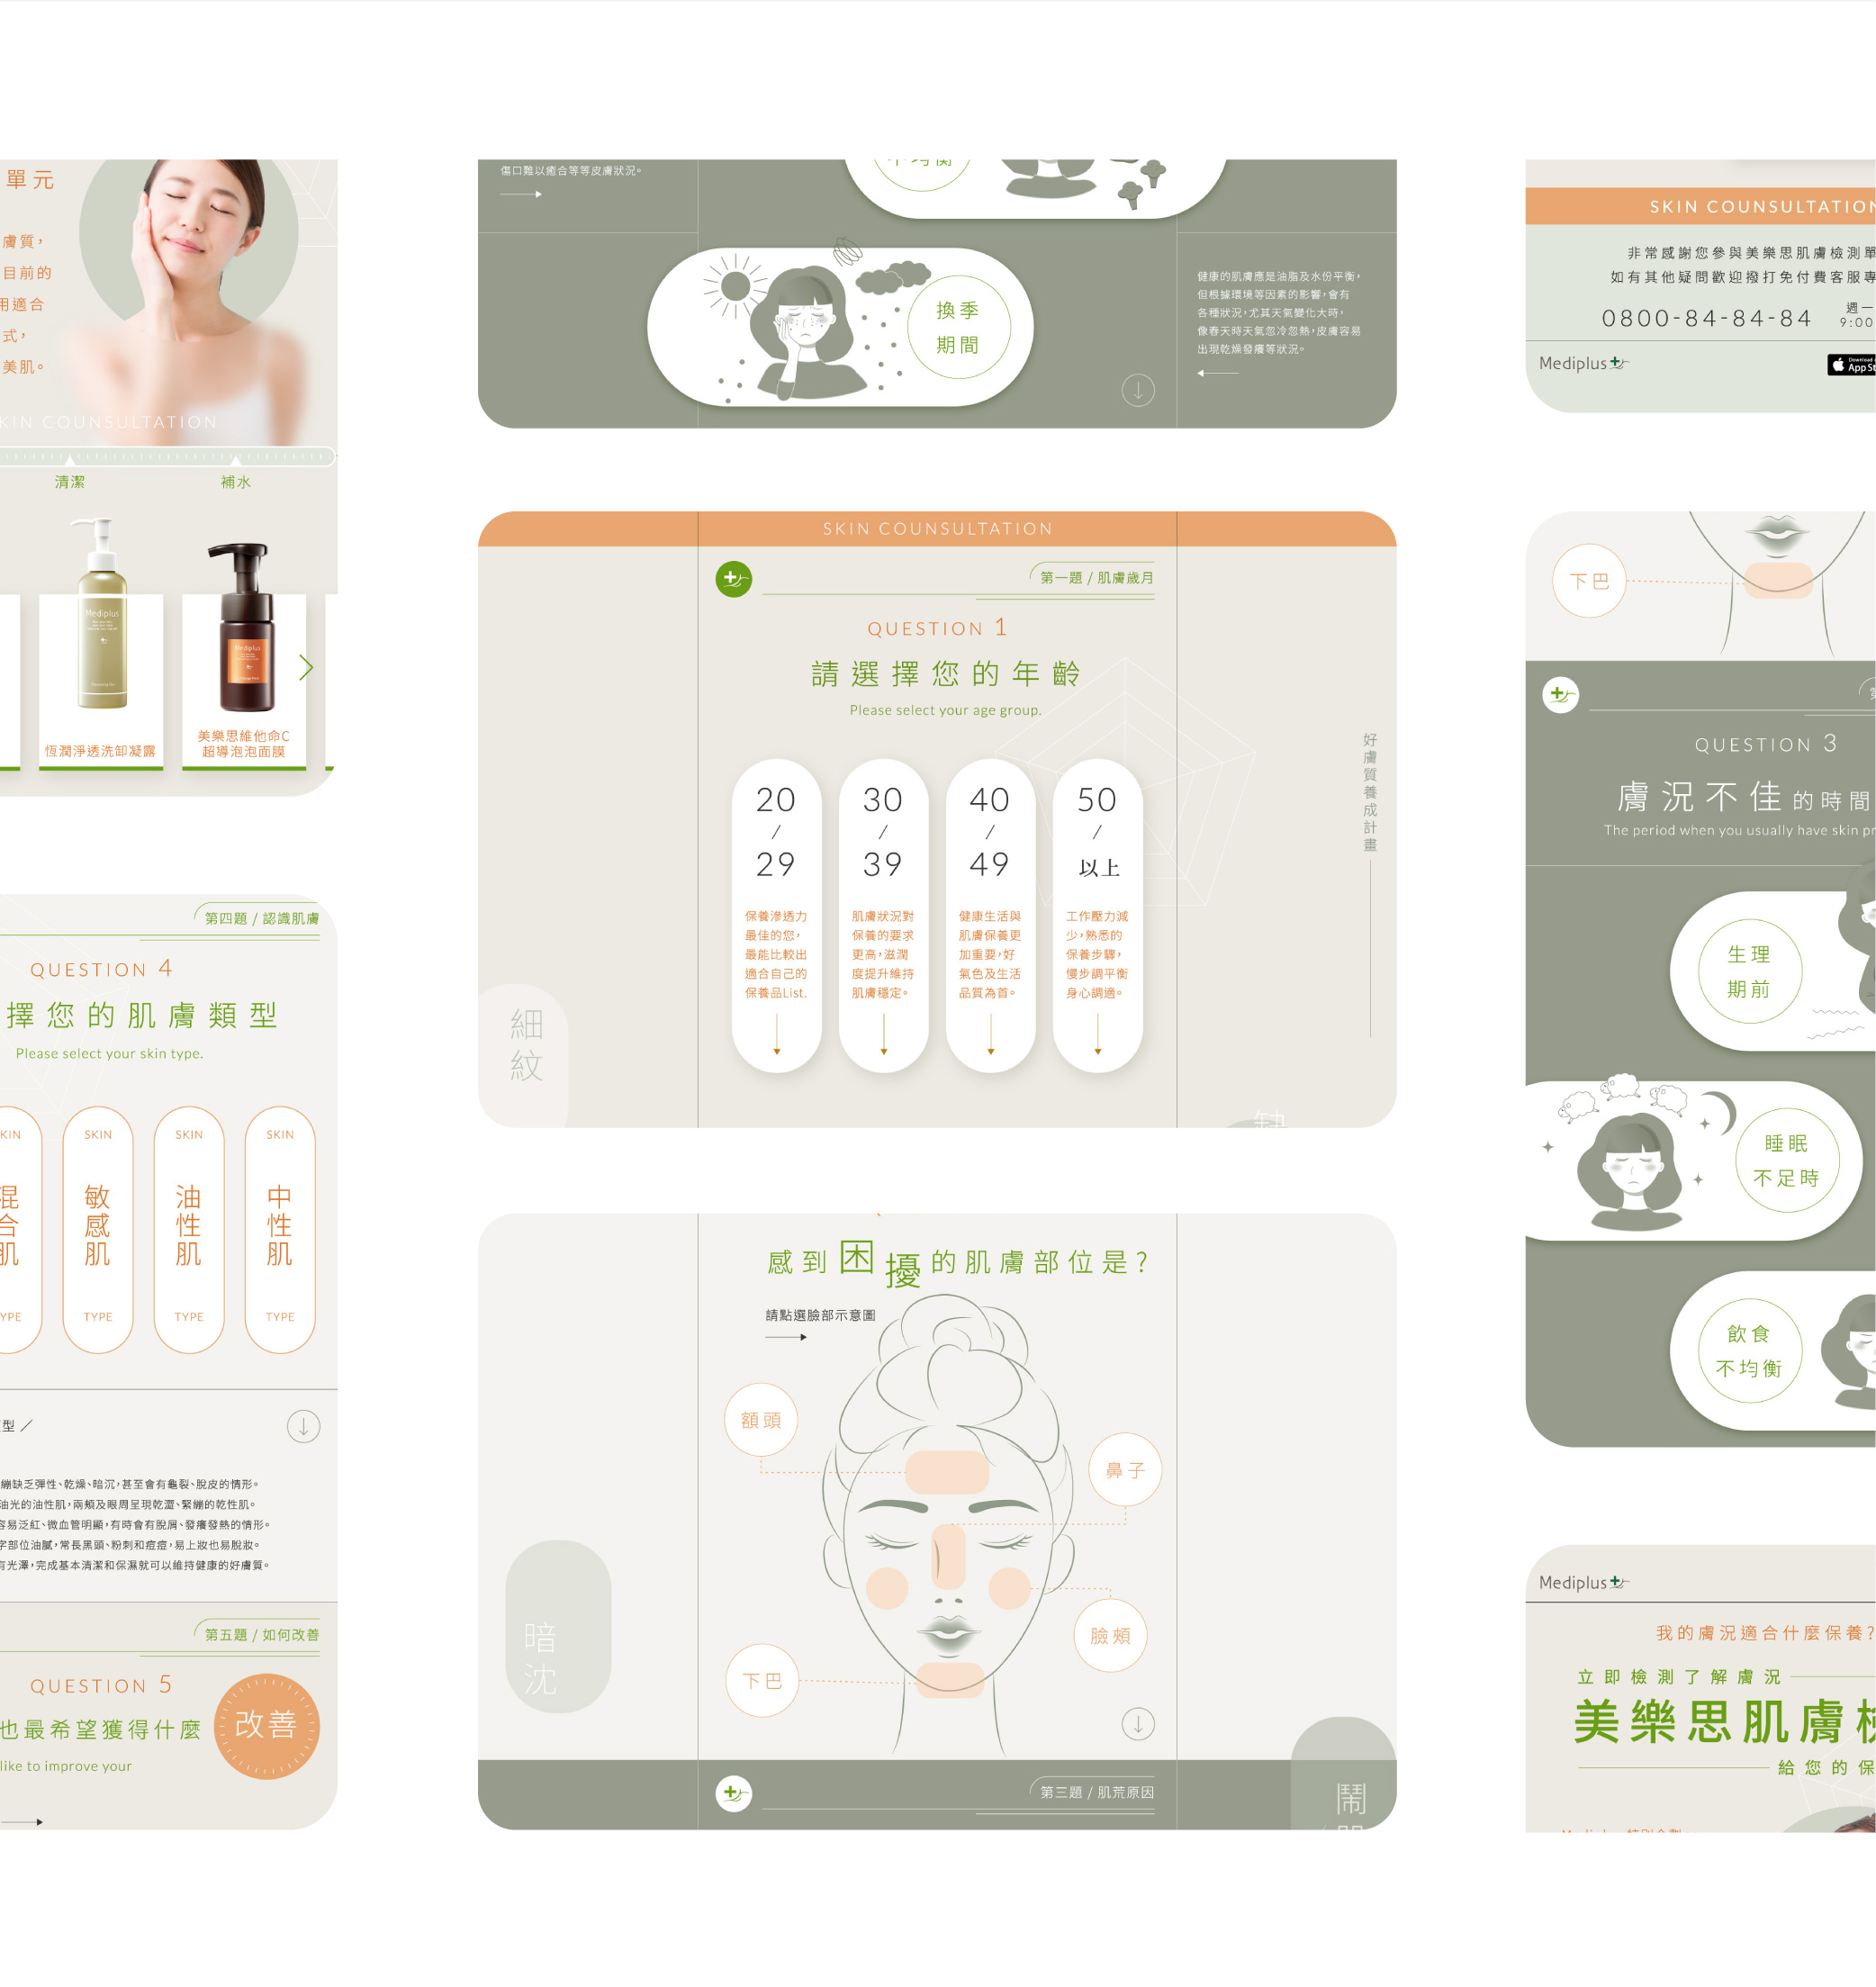 單元
膚質，
目前的
用適合
式，
美肌。
KIN COUNSULTATION
清潔
補水
Mediplus
Mediplus
恆潤淨透洗卸凝露
美樂思維他命C
超導泡泡面膜
第四題 / 認識肌膚
QUESTION 4
擇您的肌膚類型
Please select your skin type.
KIN
混合肌
YPE
SKIN
敏感肌
TYPE
SKIN
油性肌
TYPE
SKIN
中性肌
TYPE
型 ／
繃缺乏彈性、乾燥、暗沉，甚至會有龜裂、脫皮的情形。
油光的油性肌，兩頰及眼周呈現乾澀、緊繃的乾性肌。
容易泛紅、微血管明顯，有時會有脫屑、發癢發熱的情形。
字部位油膩，常長黑頭、粉刺和痘痘，易上妝也易脫妝。
有光澤，完成基本清潔和保濕就可以維持健康的好膚質。
第五題 / 如何改善
QUESTION 5
也最希望獲得什麼
改善
like to improve your
傷口難以癒合等等皮膚狀況。
不均衡
換季
期間
健康的肌膚應是油脂及水份平衡，
但根據環境等因素的影響，會有
各種狀況，尤其天氣變化大時，
像春天時天氣忽冷忽熱，皮膚容易
出現乾燥發癢等狀況。
SKIN COUNSULTATION
第一題 / 肌膚歲月
QUESTION 1
請選擇您的年齡
Please select your age group.
20
/
29
保養滲透力
最佳的您，
最能比較出
適合自己的
保養品List.
30
/
39
肌膚狀況對
保養的要求
更高，滋潤
度提升維持
肌膚穩定。
40
/
49
健康生活與
肌膚保養更
加重要，好
氣色及生活
品質為首。
50
/
以上
工作壓力減
少，熟悉的
保養步驟，
慢步調平衡
身心調適。
好膚質養成計畫
細紋
缺
感到困擾的肌膚部位是？
請點選臉部示意圖
額頭
鼻子
臉頰
下巴
暗沈
第三題 / 肌荒原因
鬧
SKIN COUNSULTATION
非常感謝您參與美樂思肌膚檢測單
如有其他疑問歡迎撥打免付費客服專
0800-84-84-84
週一
9:00
Mediplus
Download
App St
下巴
第
QUESTION 3
膚況不佳的時間
The period when you usually have skin pr
生理
期前
睡眠
不足時
飲食
不均衡
Mediplus
我的膚況適合什麼保養？
立即檢測了解膚況
美樂思肌膚檢
給您的保